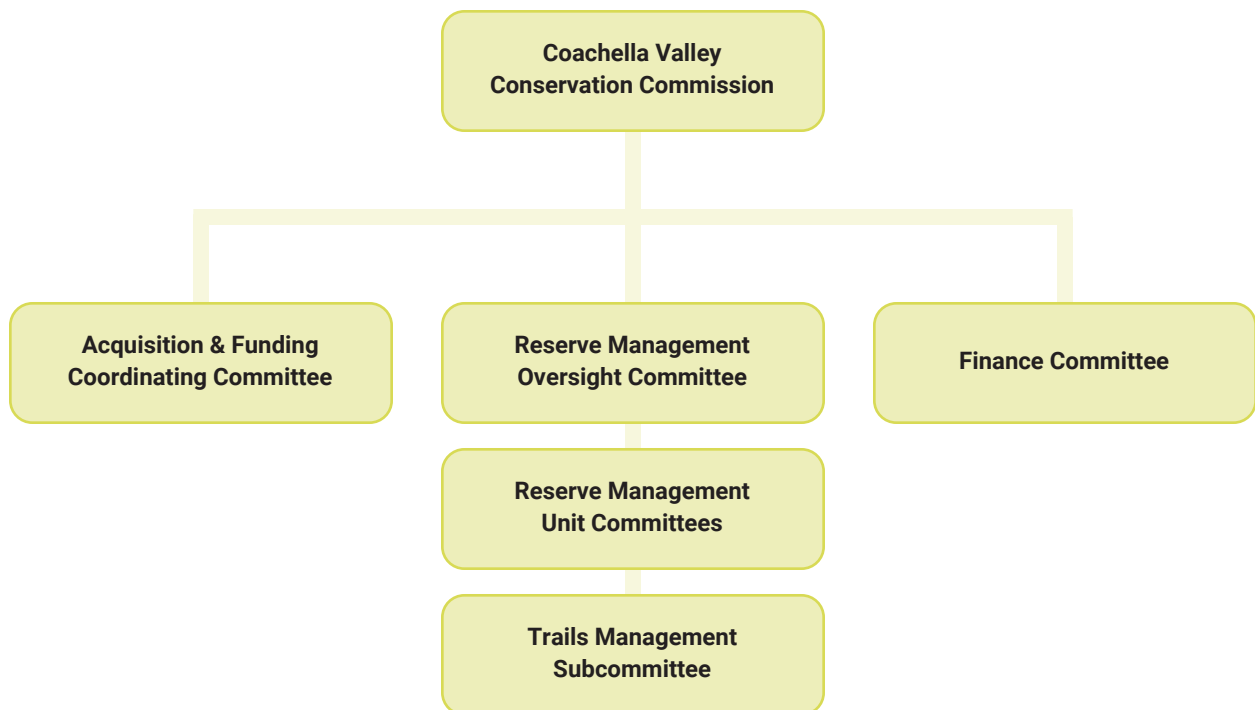 Coachella Valley
Conservation Commission
Acquisition & Funding
Coordinating Committee
Reserve Management
Oversight Committee
Finance Committee
Reserve Management
Unit Committees
Trails Management
Subcommittee